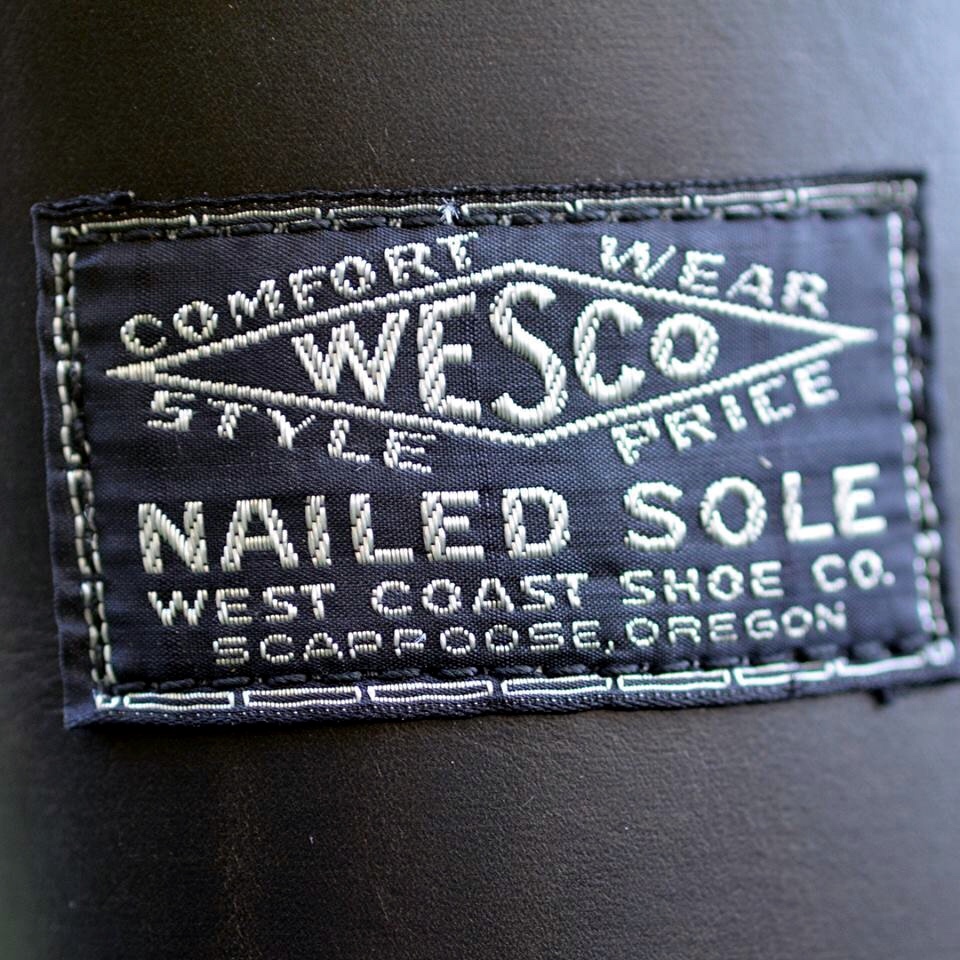 COMFORT WEAR
WESCO
STYLE PRICE
NAILED SOLE
WEST COAST SHOE CO.
SCAPPOOSE, OREGON